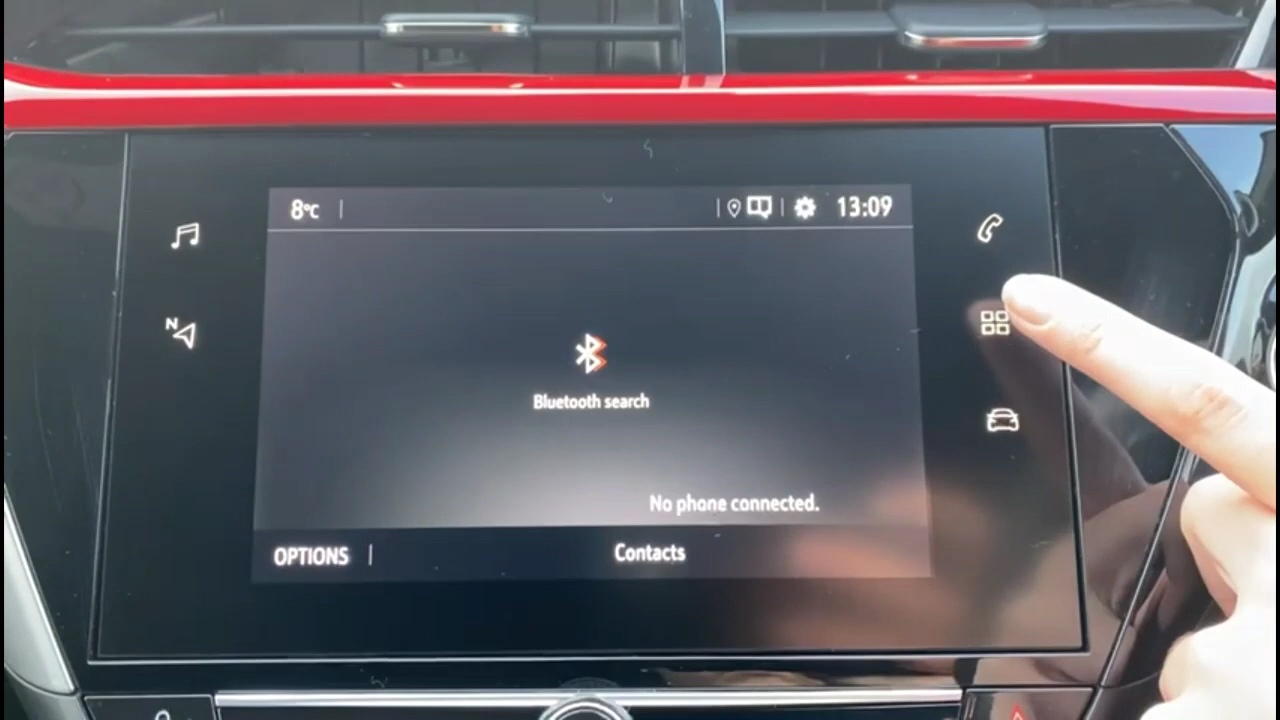 8°C
13:09
N
Bluetooth search
No phone connected.
OPTIONS
Contacts